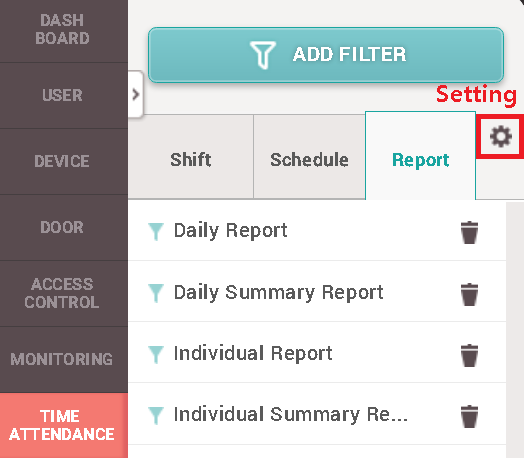 DASH
BOARD
USER
DEVICE
DOOR
ACCESS
CONTROL
MONITORING
TIME
ATTENDANCE
ADD FILTER
Setting
Shift
Schedule
Report
Daily Report
Daily Summary Report
Individual Report
Individual Summary Re...